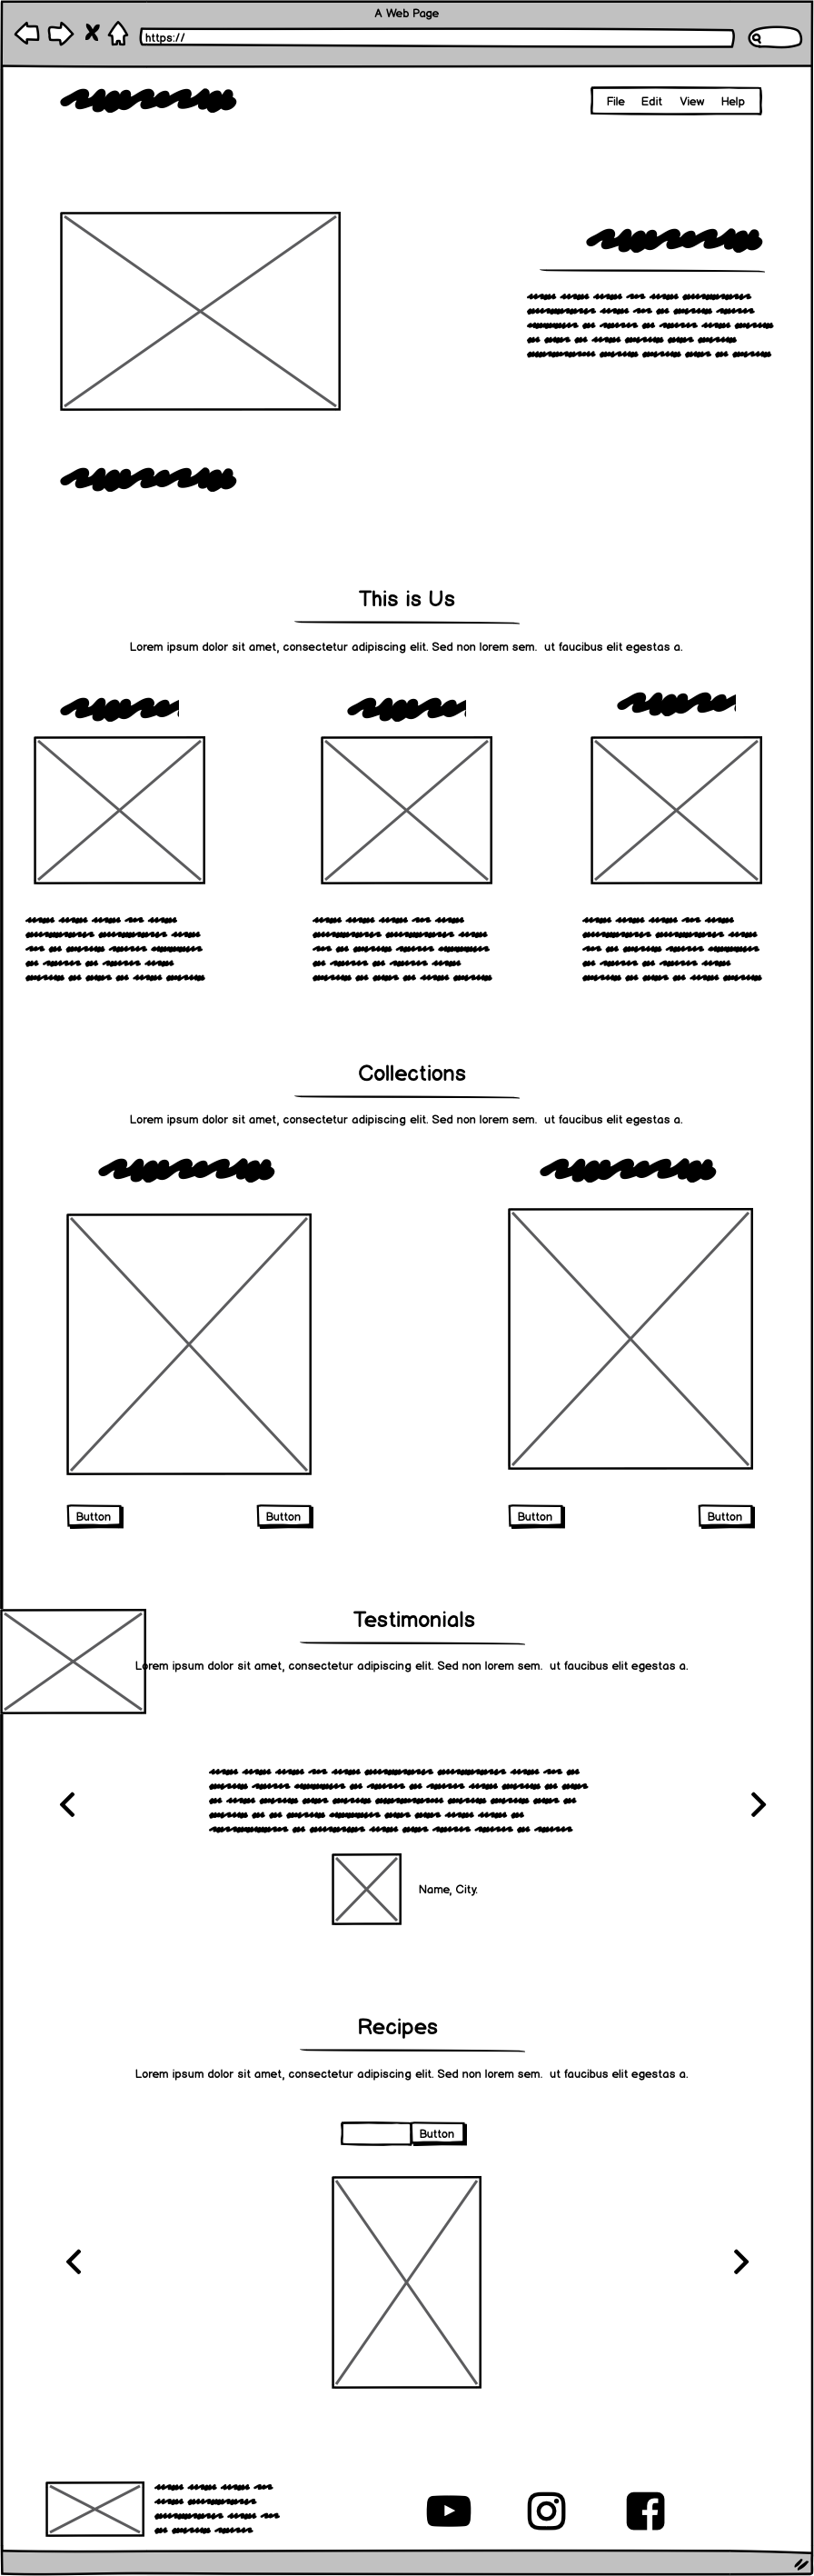 A Web Page
https://
File Edit View Help
This is Us
Lorem ipsum dolor sit amet, consectetur adipiscing elit. Sed non lorem sem.  ut faucibus elit egestas a.
Collections
Lorem ipsum dolor sit amet, consectetur adipiscing elit. Sed non lorem sem.  ut faucibus elit egestas a.
Button Button Button Button
Testimonials
Lorem ipsum dolor sit amet, consectetur adipiscing elit. Sed non lorem sem.  ut faucibus elit egestas a.
Name, City.
Recipes
Lorem ipsum dolor sit amet, consectetur adipiscing elit. Sed non lorem sem.  ut faucibus elit egestas a.
Button